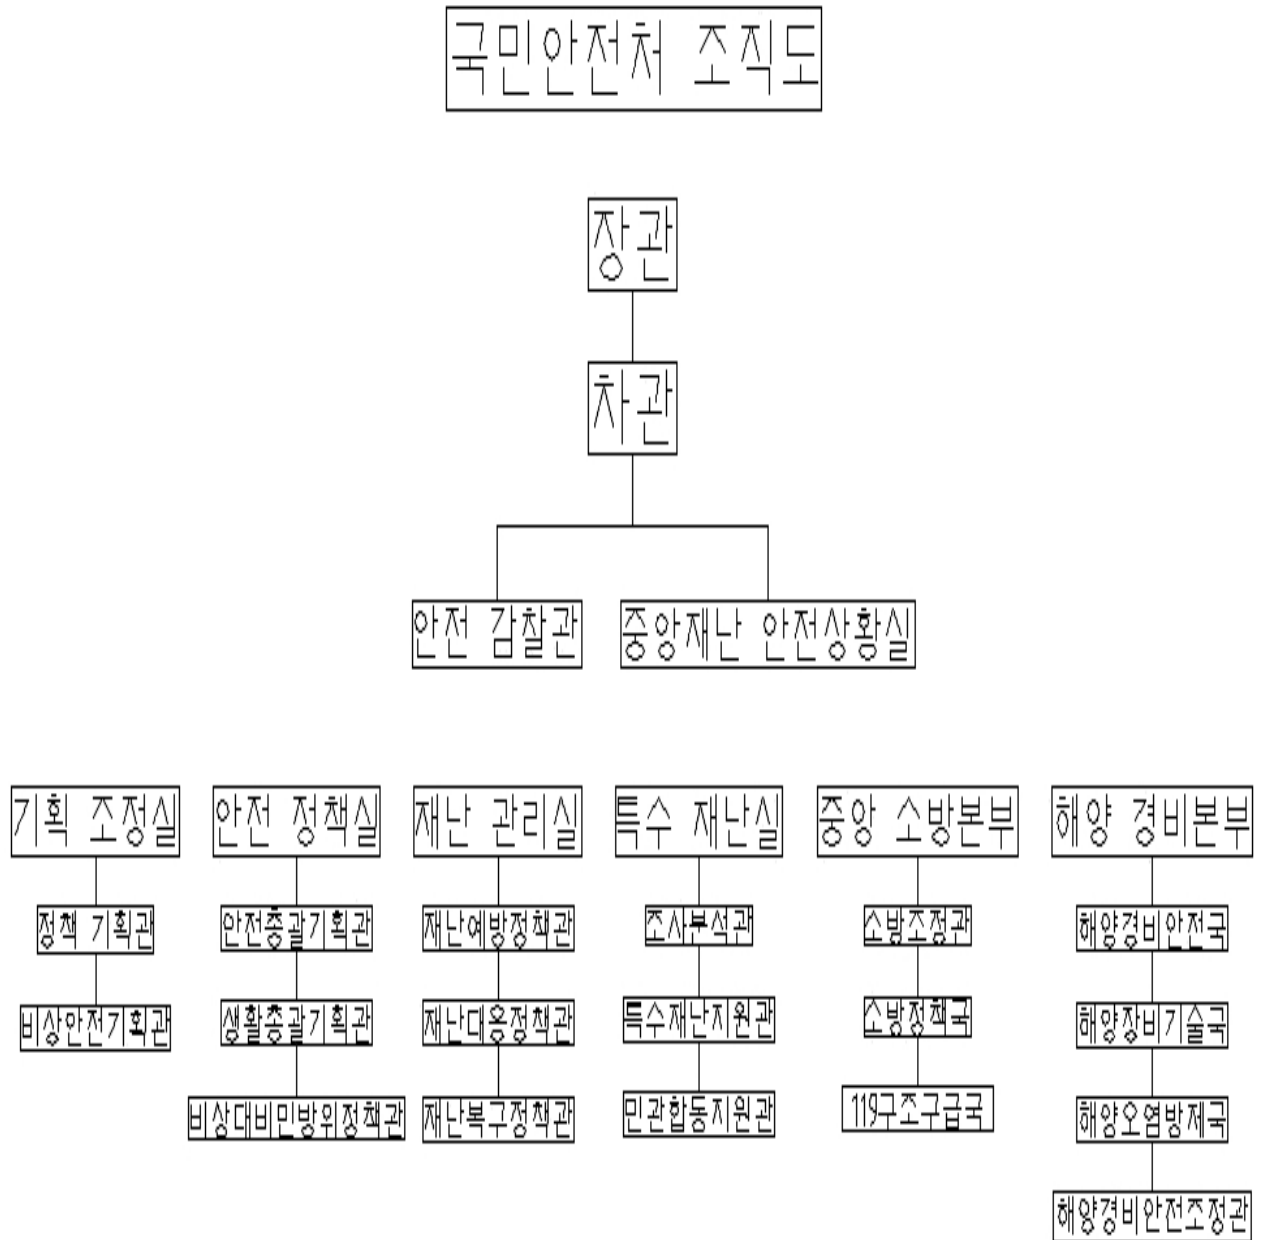 국민안전처 조직도
장관
차관
안전 감찰관 중앙재난 안전상황실
기획 조정실 안전 정책실 재난 관리실 특수 재난실 중앙 소방본부 해양 경비본부
정책 기획관 안전총괄기획관 재난예방정책관 조사분석관 소방조정관 해양경비안전국
비상안전기획관 생활총괄기획관 재난대응정책관 특수재난지원관 소방정책국 해양장비기술국
비상대비민방위정책관 재난복구정책관 민관합동지원관 119구조구급국 해양오염방제국
해양경비안전조정관